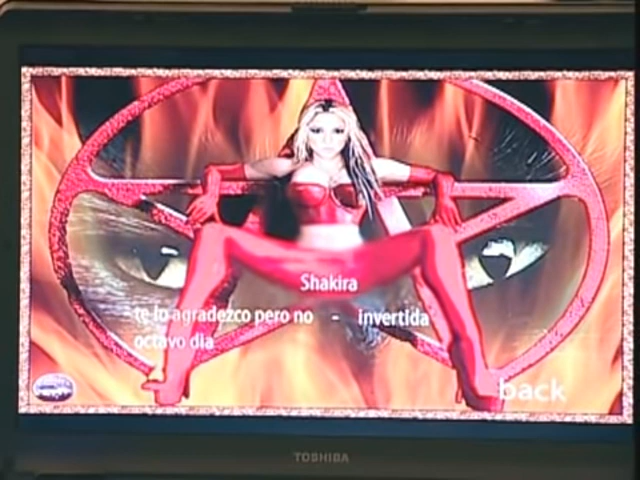 Shakira
te lo agradezco pero no - invertida
octavo dia
back
TOSHIBA